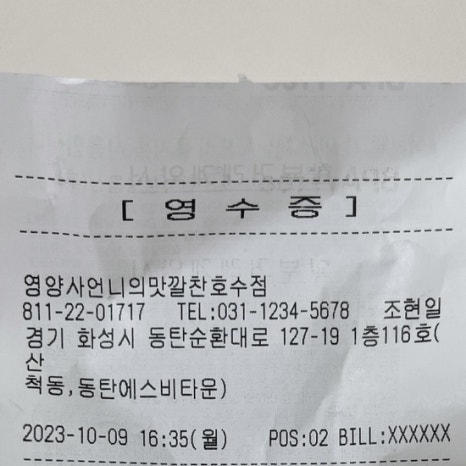 [ 영 수 증 ]
영양사언니의맛깔찬호수점
811-22-01717 TEL:031-1234-5678 조현일
경기 화성시 동탄순환대로 127-19 1층116호(
산
척동,동탄에스비타운)
2023-10-09 16:35(월) POS:02 BILL:XXXXXX